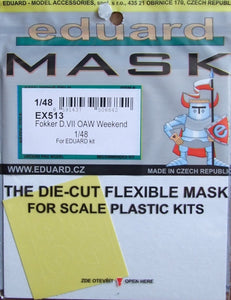 EDUARD - MODEL ACCESSORIES, spol. s r.o., 435 21 OBRNICE 170, CZECH REPUBLIC
eduard
MASK
1/48
EX513
Fokker D.VII OAW Weekend
1/48
For EDUARD kit
WWW.EDUARD.CZ
MADE IN CZECH REPUBLIC
THE DIE-CUT FLEXIBLE MASK
FOR SCALE PLASTIC KITS
ZDE OTEVŘÍT OPEN HERE